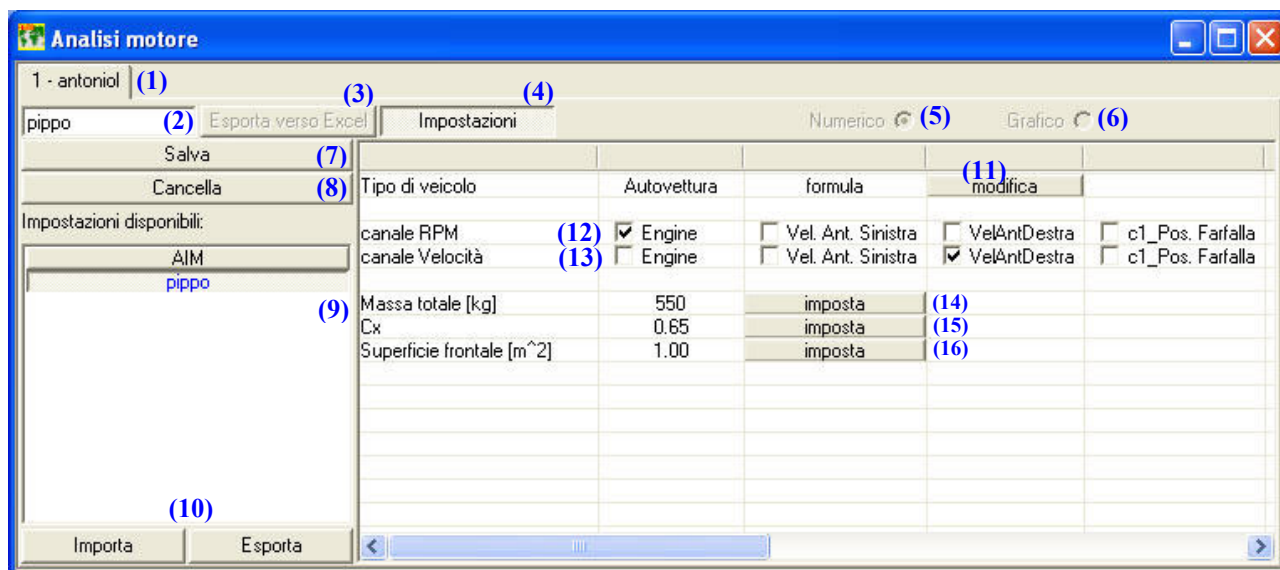 Analisi motore
1 - antoniol (1)
pippo (2) Esporta verso Excel (3) Impostazioni (4) Numerico (5) Grafico (6)
Salva (7)
Cancella (8) Tipo di veicolo Autovettura formula modifica (11)
Impostazioni disponibili:
canale RPM (12) Engine Vel. Ant. Sinistra VelAntDestra c1_Pos. Farfalla
AIM canale Velocità (13) Engine Vel. Ant. Sinistra VelAntDestra c1_Pos. Farfalla
pippo
(9) Massa totale [kg] 550 imposta (14)
Cx 0.65 imposta (15)
Superficie frontale [m^2] 1.00 imposta (16)
(10)
Importa Esporta